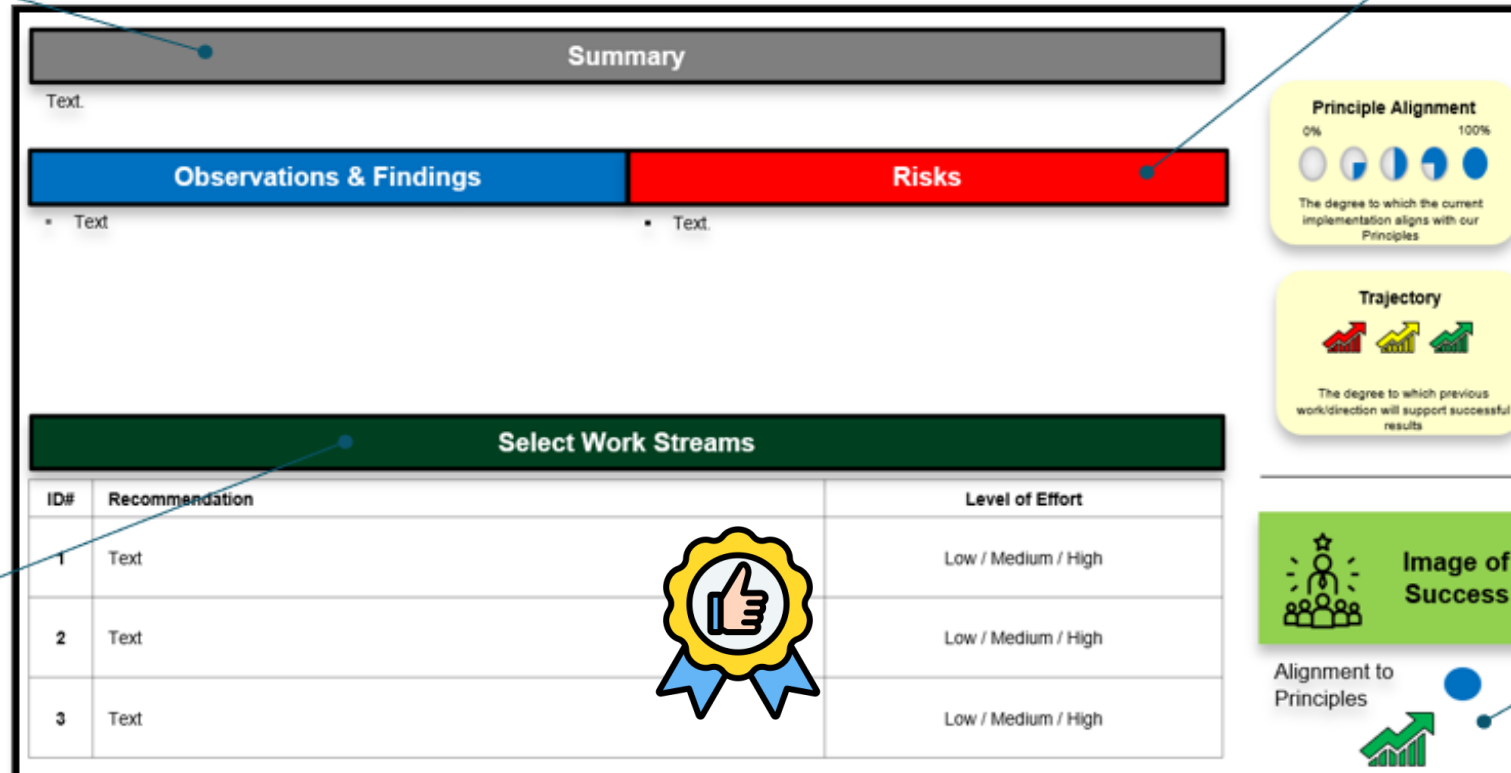 Summary
Text.
Observations & Findings
Risks
Text
Text.
Select Work Streams
ID# Recommendation Level of Effort
1 Text Low / Medium / High
2 Text Low / Medium / High
3 Text Low / Medium / High
Principle Alignment
0% 100%
The degree to which the current
implementation aligns with our
Principles
Trajectory
The degree to which previous
work/direction will support successful
results
Image of
Success
Alignment to
Principles